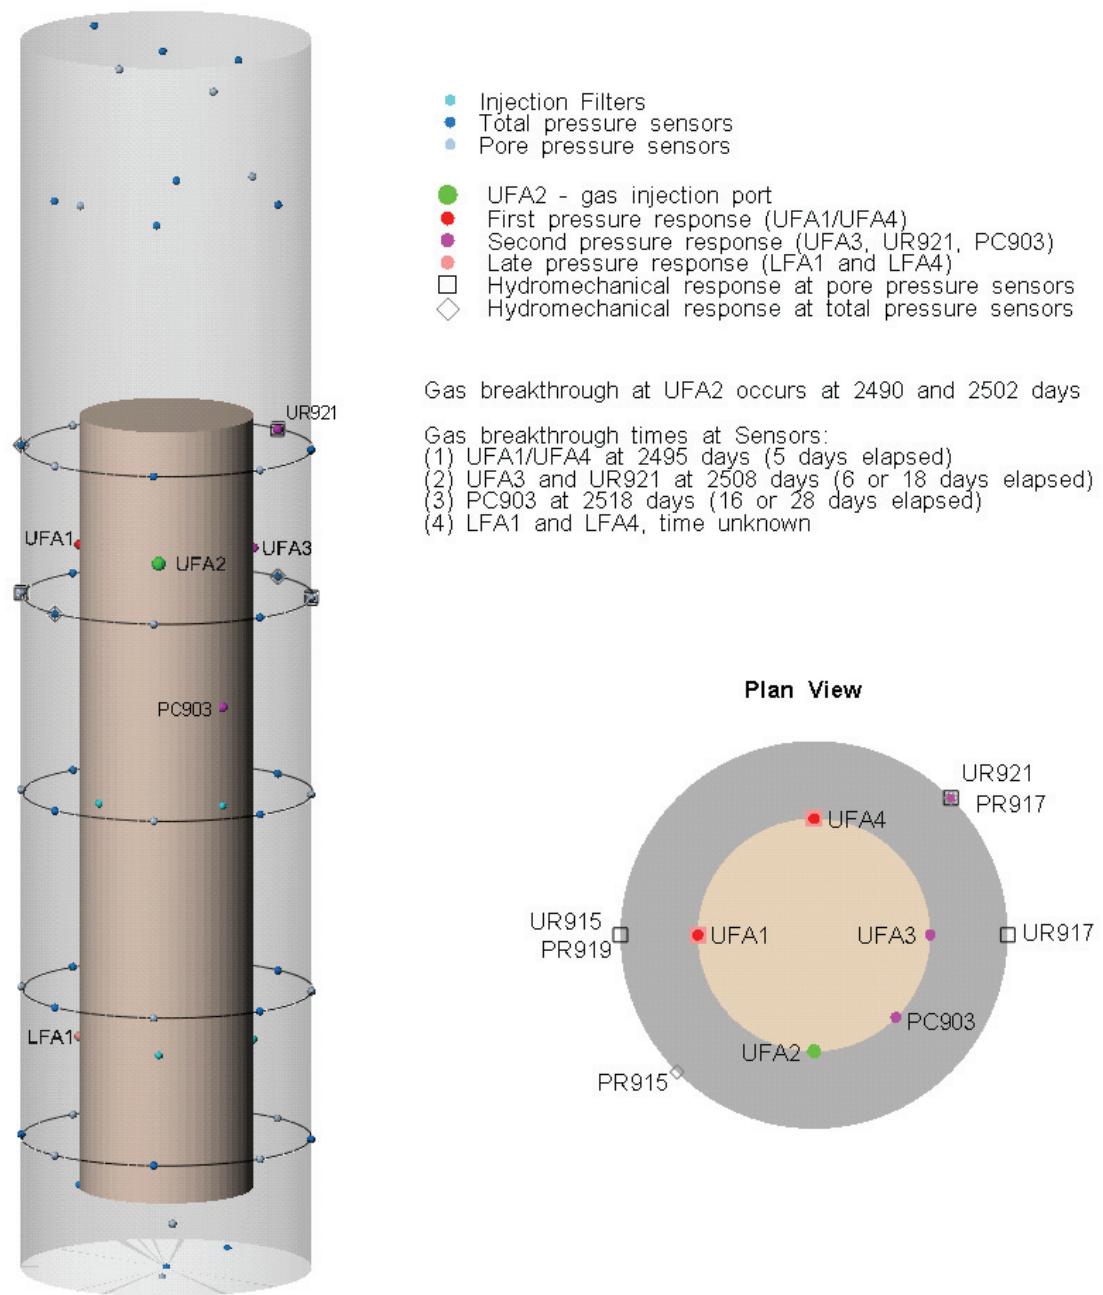 Injection Filters
Total pressure sensors
Pore pressure sensors
UFA2 - gas injection port
First pressure response (UFA1/UFA4)
Second pressure response (UFA3, UR921, PC903)
Late pressure response (LFA1 and LFA4)
Hydromechanical response at pore pressure sensors
Hydromechanical response at total pressure sensors
Gas breakthrough at UFA2 occurs at 2490 and 2502 days
Gas breakthrough times at Sensors:
(1) UFA1/UFA4 at 2495 days (5 days elapsed)
(2) UFA3 and UR921 at 2508 days (6 or 18 days elapsed)
(3) PC903 at 2518 days (16 or 28 days elapsed)
(4) LFA1 and LFA4, time unknown
UR921
UFA1
UFA2
UFA3
PC903
LFA1
Plan View
UR921
PR917
UFA4
UR915
PR919
UFA1
UFA3
UR917
PC903
UFA2
PR915